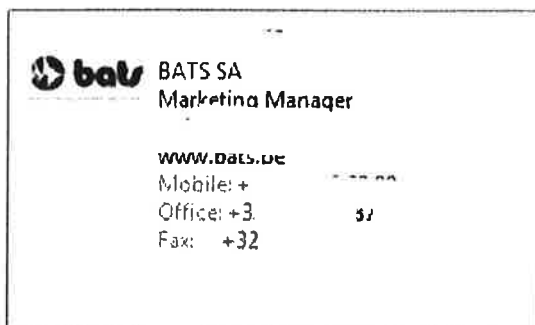 bats BATS SA
Marketing Manager
www.bats.be
Mobile: +
Office: +3
Fax: +32